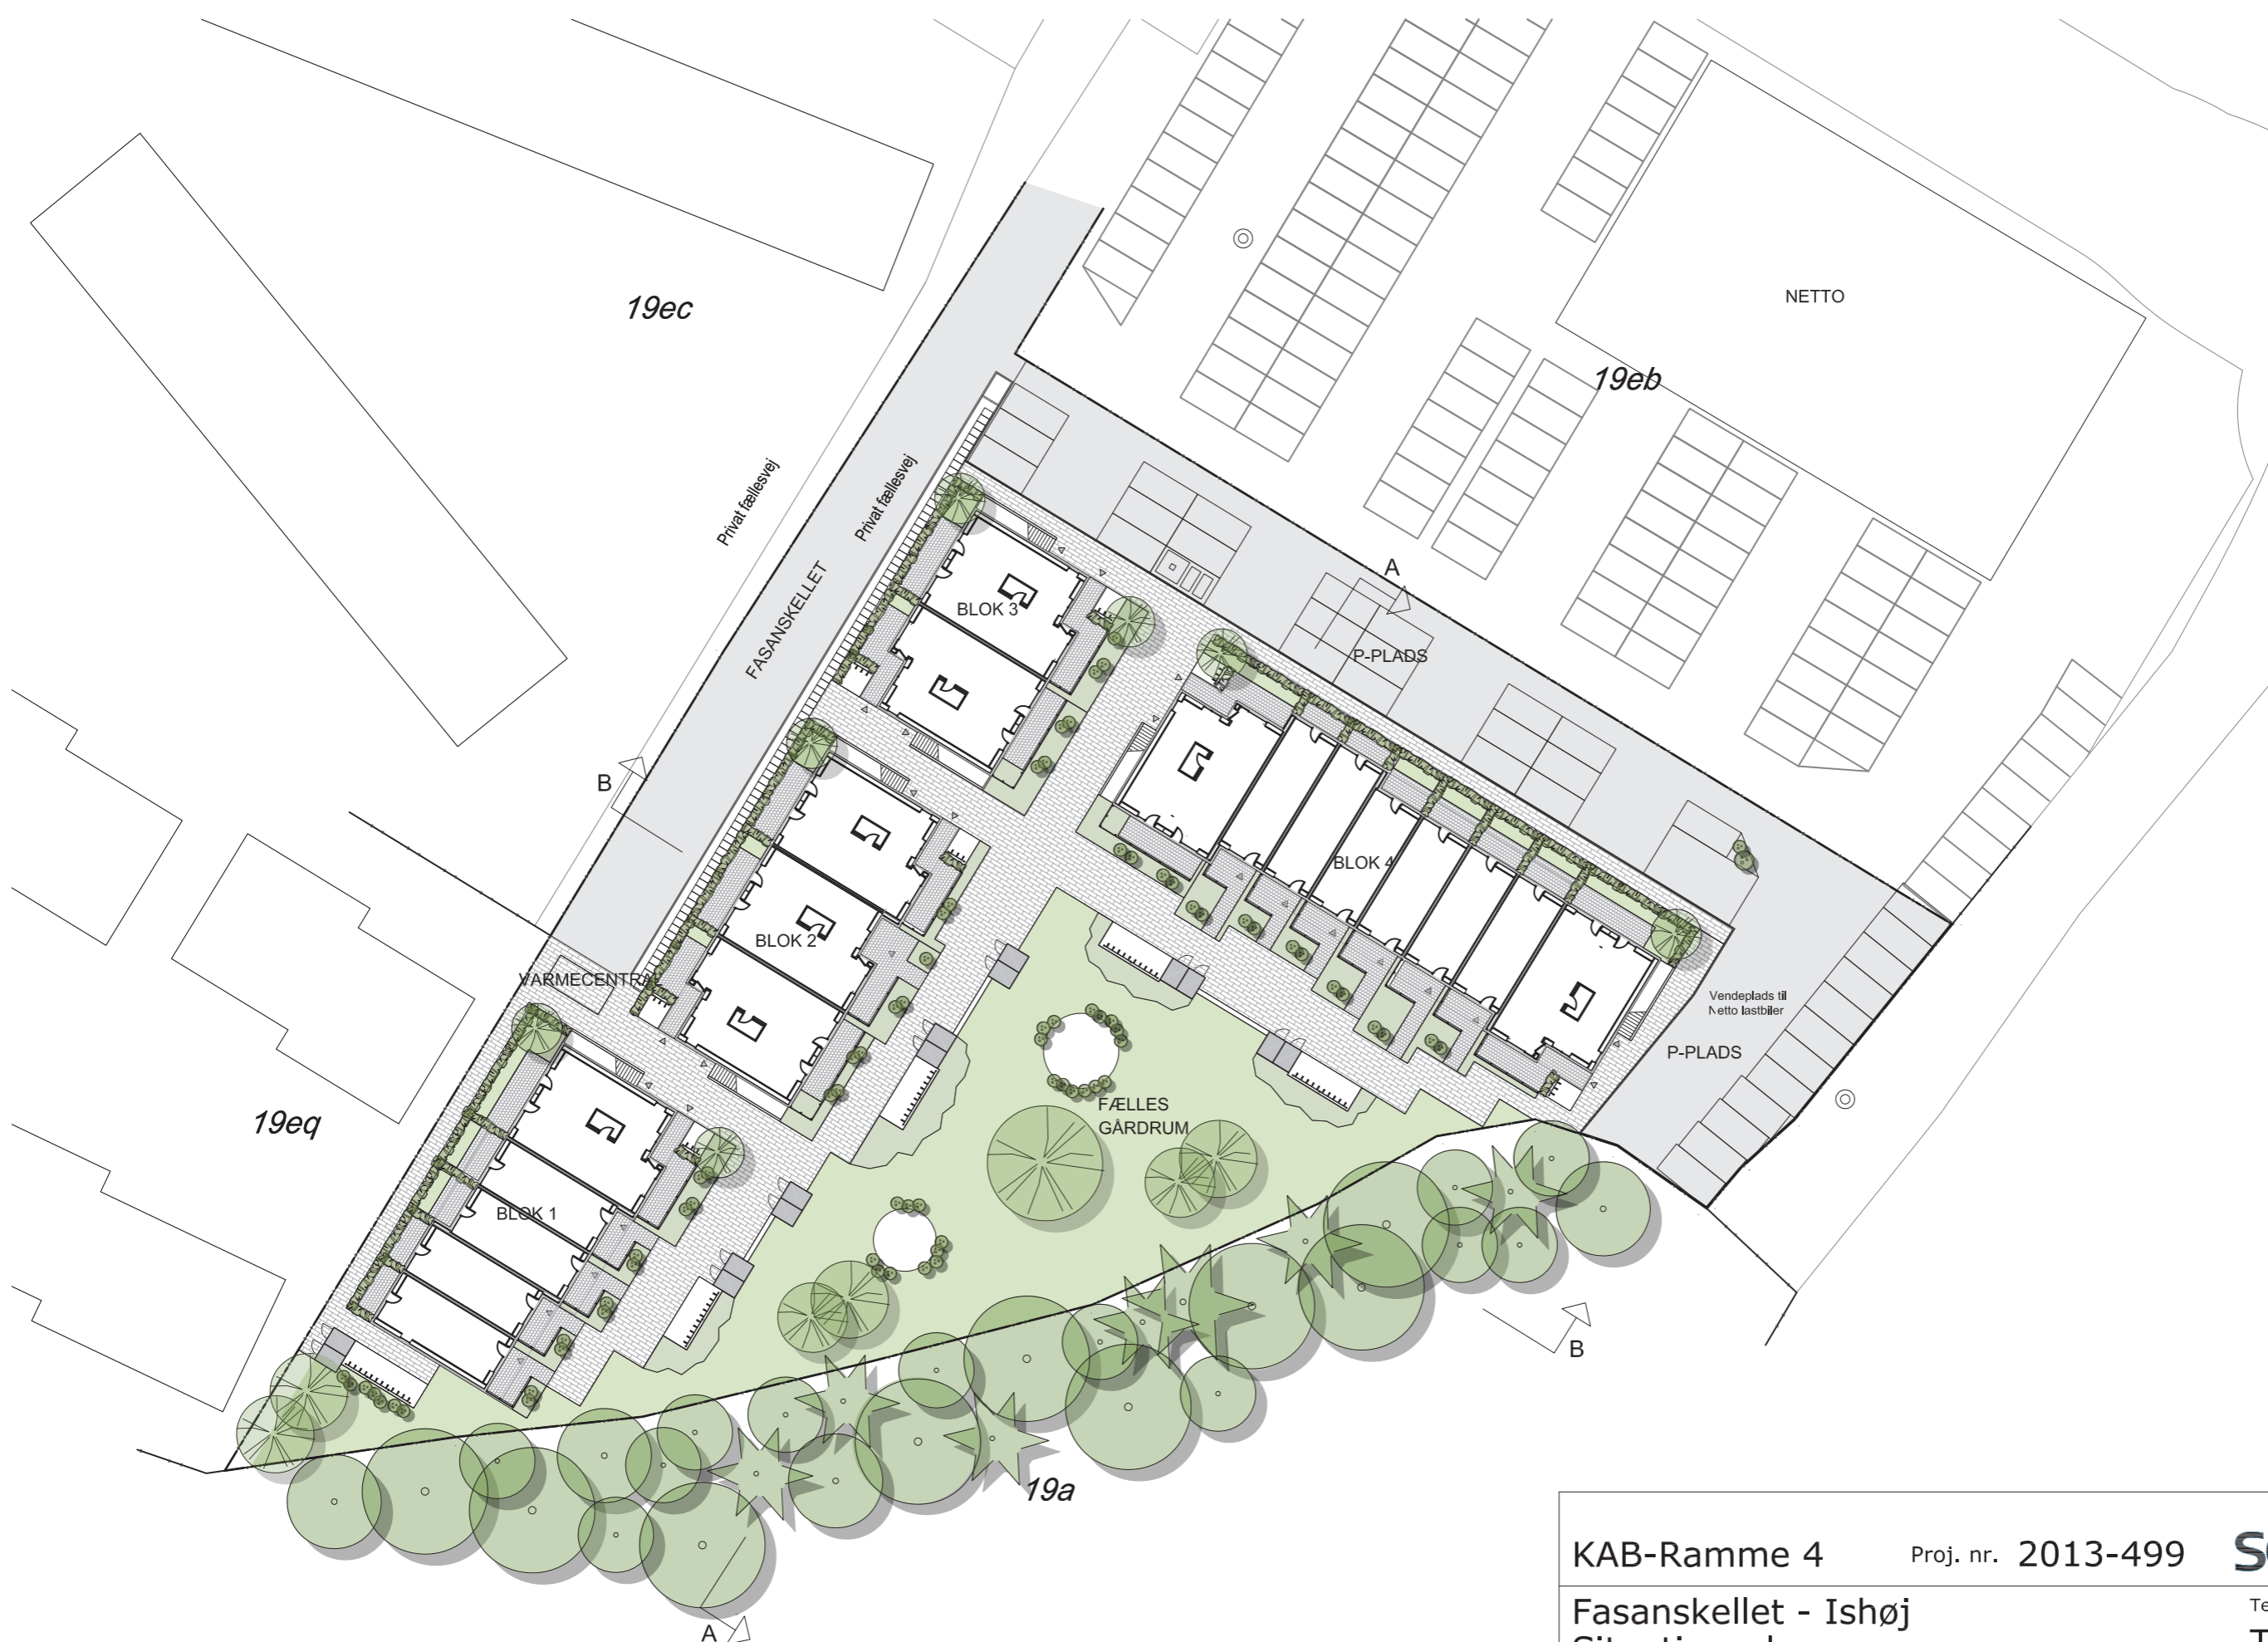 NETTO
19ec
19eb
Privat fællesvej
Privat fællesvej
FASANSKELLET
A
BLOK 3
P-PLADS
B
BLOK 4
BLOK 2
VARMECENTRA
Vendeplads til
Netto lastbiler
P-PLADS
19eq
FÆLLES
GÅRDRUM
BLOK 1
B
19a
A
KAB-Ramme 4 Proj. nr. 2013-499
Fasanskellet - Ishøj